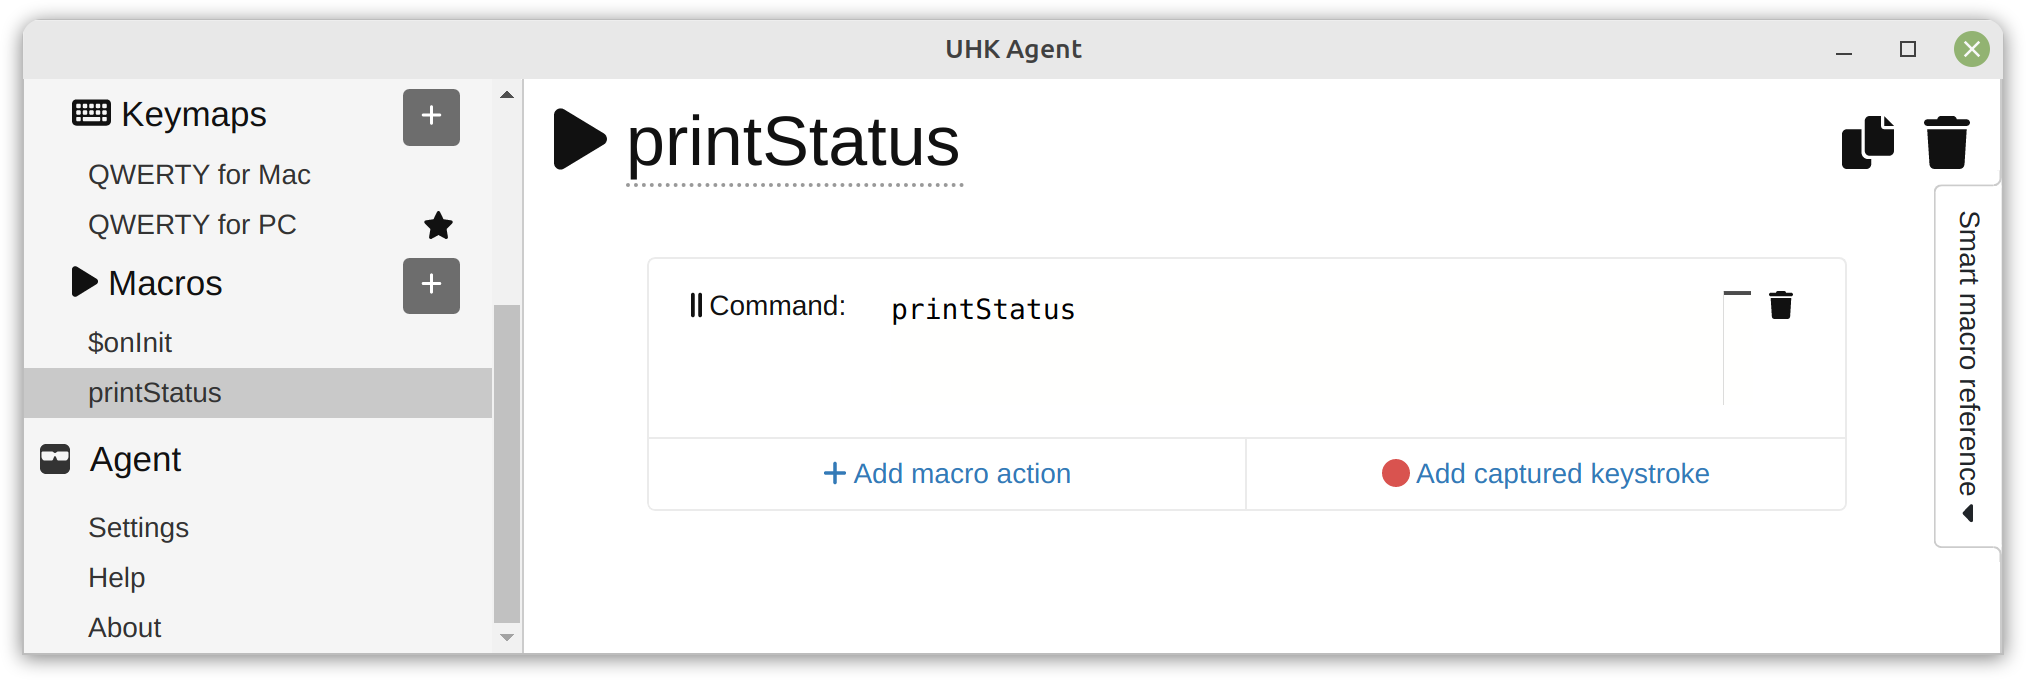 UHK Agent
Keymaps
QWERTY for Mac
QWERTY for PC
Macros
$onInit
printStatus
Agent
Settings
Help
About
printStatus
Command: printStatus
Add macro action
Add captured keystroke
Smart macro reference